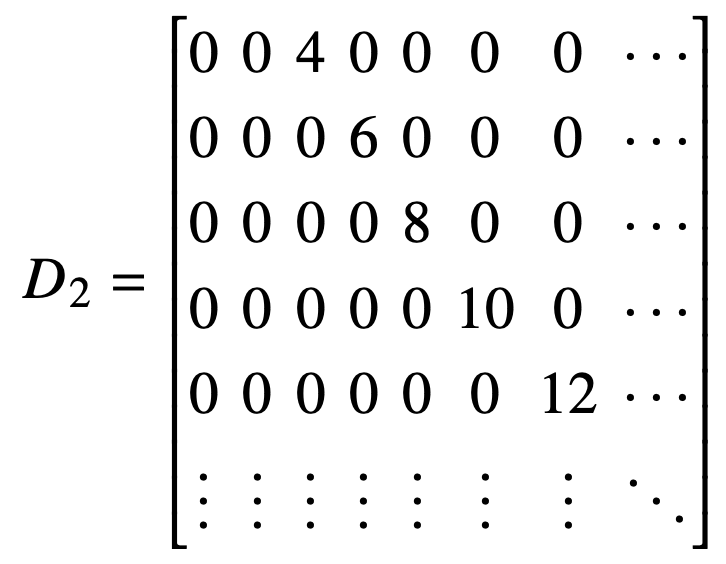 D₂ =
0 0 4 0 0 0 0 ⋯
0 0 0 6 0 0 0 ⋯
0 0 0 0 8 0 0 ⋯
0 0 0 0 0 10 0 ⋯
0 0 0 0 0 0 12 ⋯
⋮ ⋮ ⋮ ⋮ ⋮ ⋮ ⋮ ⋱